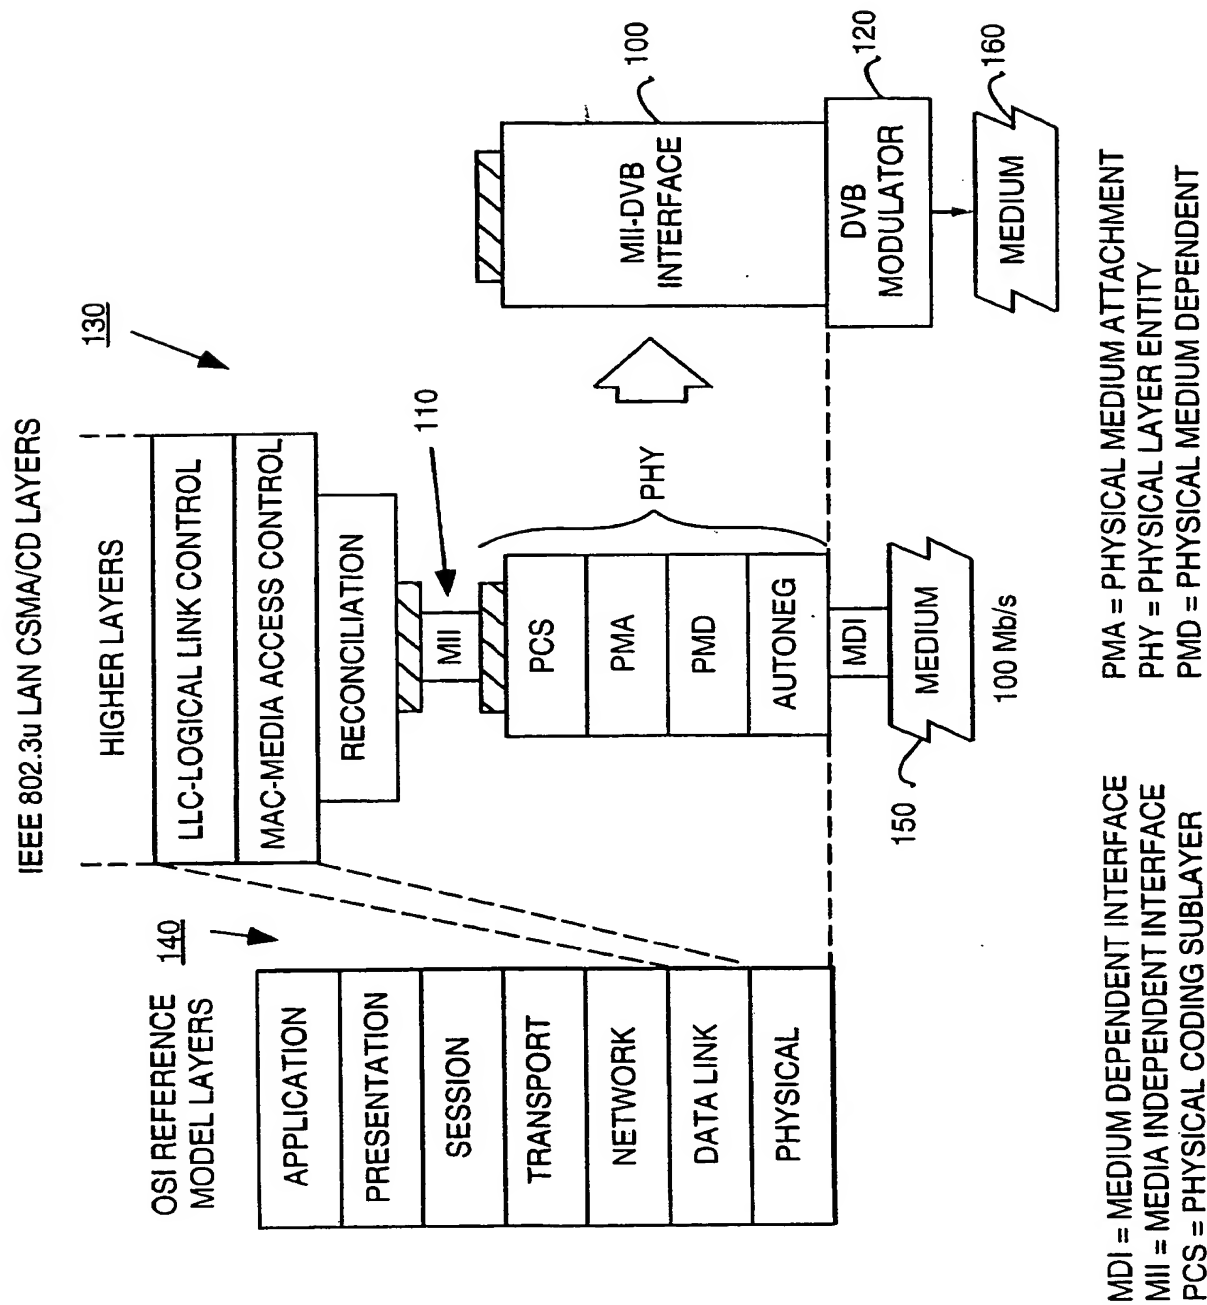 IEEE 802.3u LAN CSMA/CD LAYERS
130
HIGHER LAYERS
LLC-LOGICAL LINK CONTROL
MAC-MEDIA ACCESS CONTROL
RECONCILIATION
110
MII
PCS
PMA
PMD
AUTONEG
PHY
MDI
MEDIUM
150
100 Mb/s
OSI REFERENCE
MODEL LAYERS
140
APPLICATION
PRESENTATION
SESSION
TRANSPORT
NETWORK
DATA LINK
PHYSICAL
100
MII-DVB
INTERFACE
120
DVB
MODULATOR
160
MEDIUM
MDI = MEDIUM DEPENDENT INTERFACE
MII = MEDIA INDEPENDENT INTERFACE
PCS = PHYSICAL CODING SUBLAYER
PMA = PHYSICAL MEDIUM ATTACHMENT
PHY = PHYSICAL LAYER ENTITY
PMD = PHYSICAL MEDIUM DEPENDENT